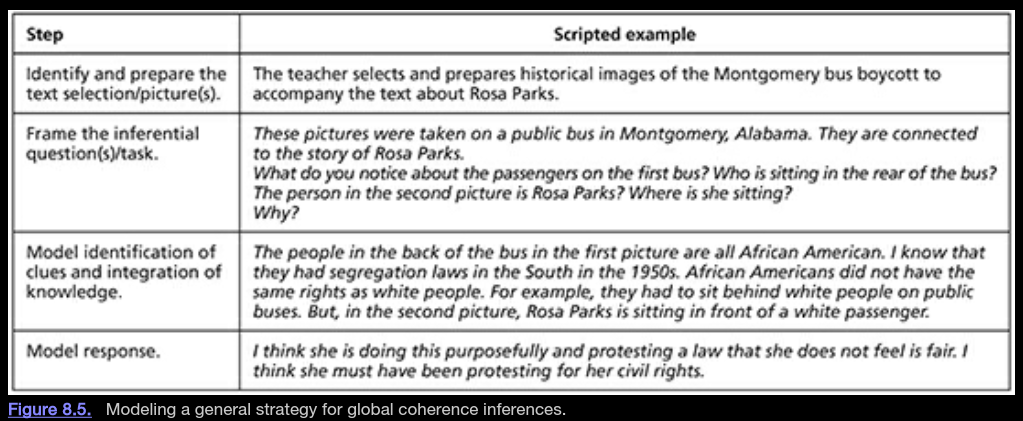 Step
Scripted example
Identify and prepare the
text selection/picture(s).
The teacher selects and prepares historical images of the Montgomery bus boycott to
accompany the text about Rosa Parks.
Frame the inferential
question(s)/task.
These pictures were taken on a public bus in Montgomery, Alabama. They are connected
to the story of Rosa Parks.
What do you notice about the passengers on the first bus? Who is sitting in the rear of the bus?
The person in the second picture is Rosa Parks? Where is she sitting?
Why?
Model identification of
clues and integration of
knowledge.
The people in the back of the bus in the first picture are all African American. I know that
they had segregation laws in the South in the 1950s. African Americans did not have the
same rights as white people. For example, they had to sit behind white people on public
buses. But, in the second picture, Rosa Parks is sitting in front of a white passenger.
Model response.
I think she is doing this purposefully and protesting a law that she does not feel is fair. I
think she must have been protesting for her civil rights.
Figure 8.5. Modeling a general strategy for global coherence inferences.